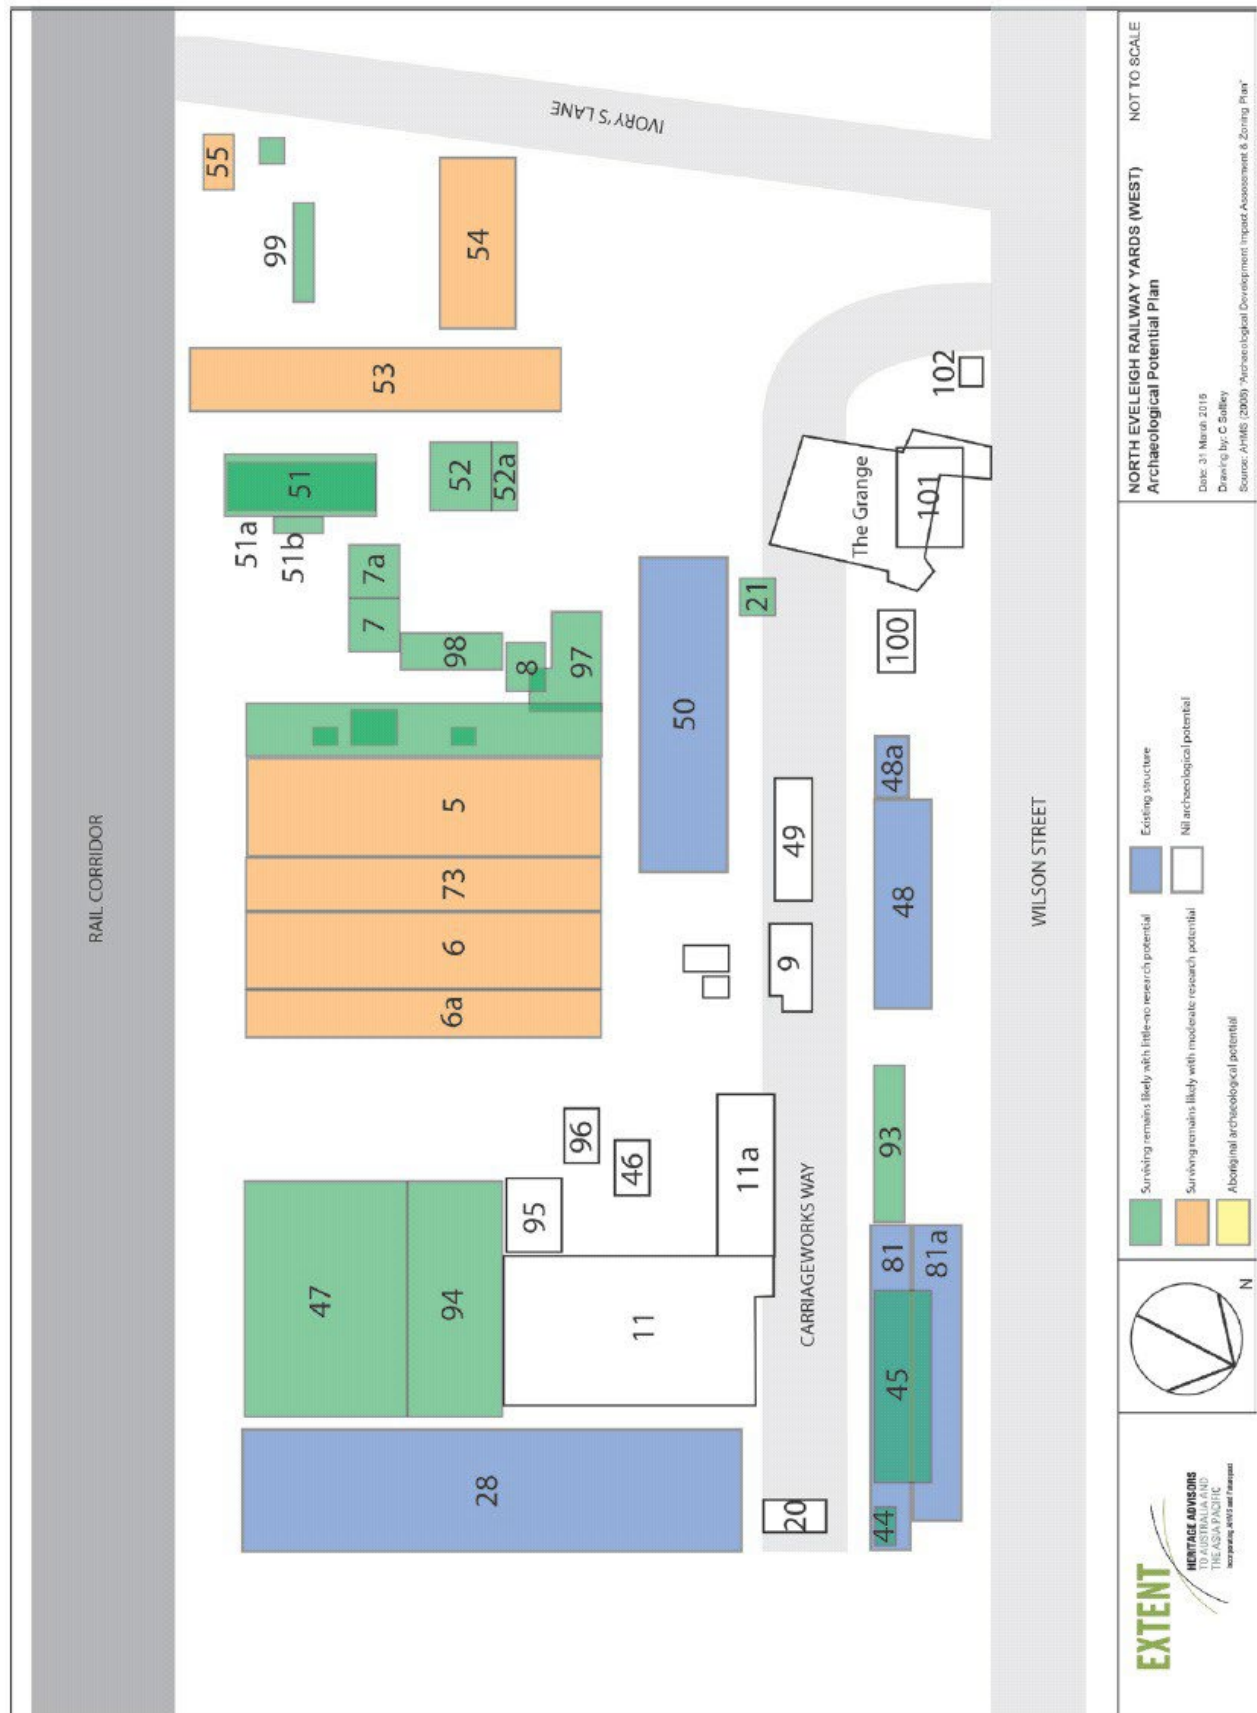 RAIL CORRIDOR
IVORY'S LANE
55
99
54
53
51
51a
51b
52
52a
7a
7
98
8
97
21
The Grange
101
102
100
50
5
73
6
6a
48a
48
49
9
96
46
95
11a
93
47
94
11
CARRIAGEWORKS WAY
WILSON STREET
81
81a
45
44
28
20
EXTENT
HERITAGE ADVISORS
TO AUSTRALIA AND
THE ASIA PACIFIC
Incorporating AHMS and Futurepast
N
Surviving remains likely with little-no research potential
Surviving remains likely with moderate research potential
Aboriginal archaeological potential
Existing structure
Nil archaeological potential
NORTH EVELEIGH RAILWAY YARDS (WEST)
NOT TO SCALE
Archaeological Potential Plan
Date: 31 March 2016
Drawing by: C Softley
Source: AHMS (2008) "Archaeological Development Impact Assessment & Zoning Plan"